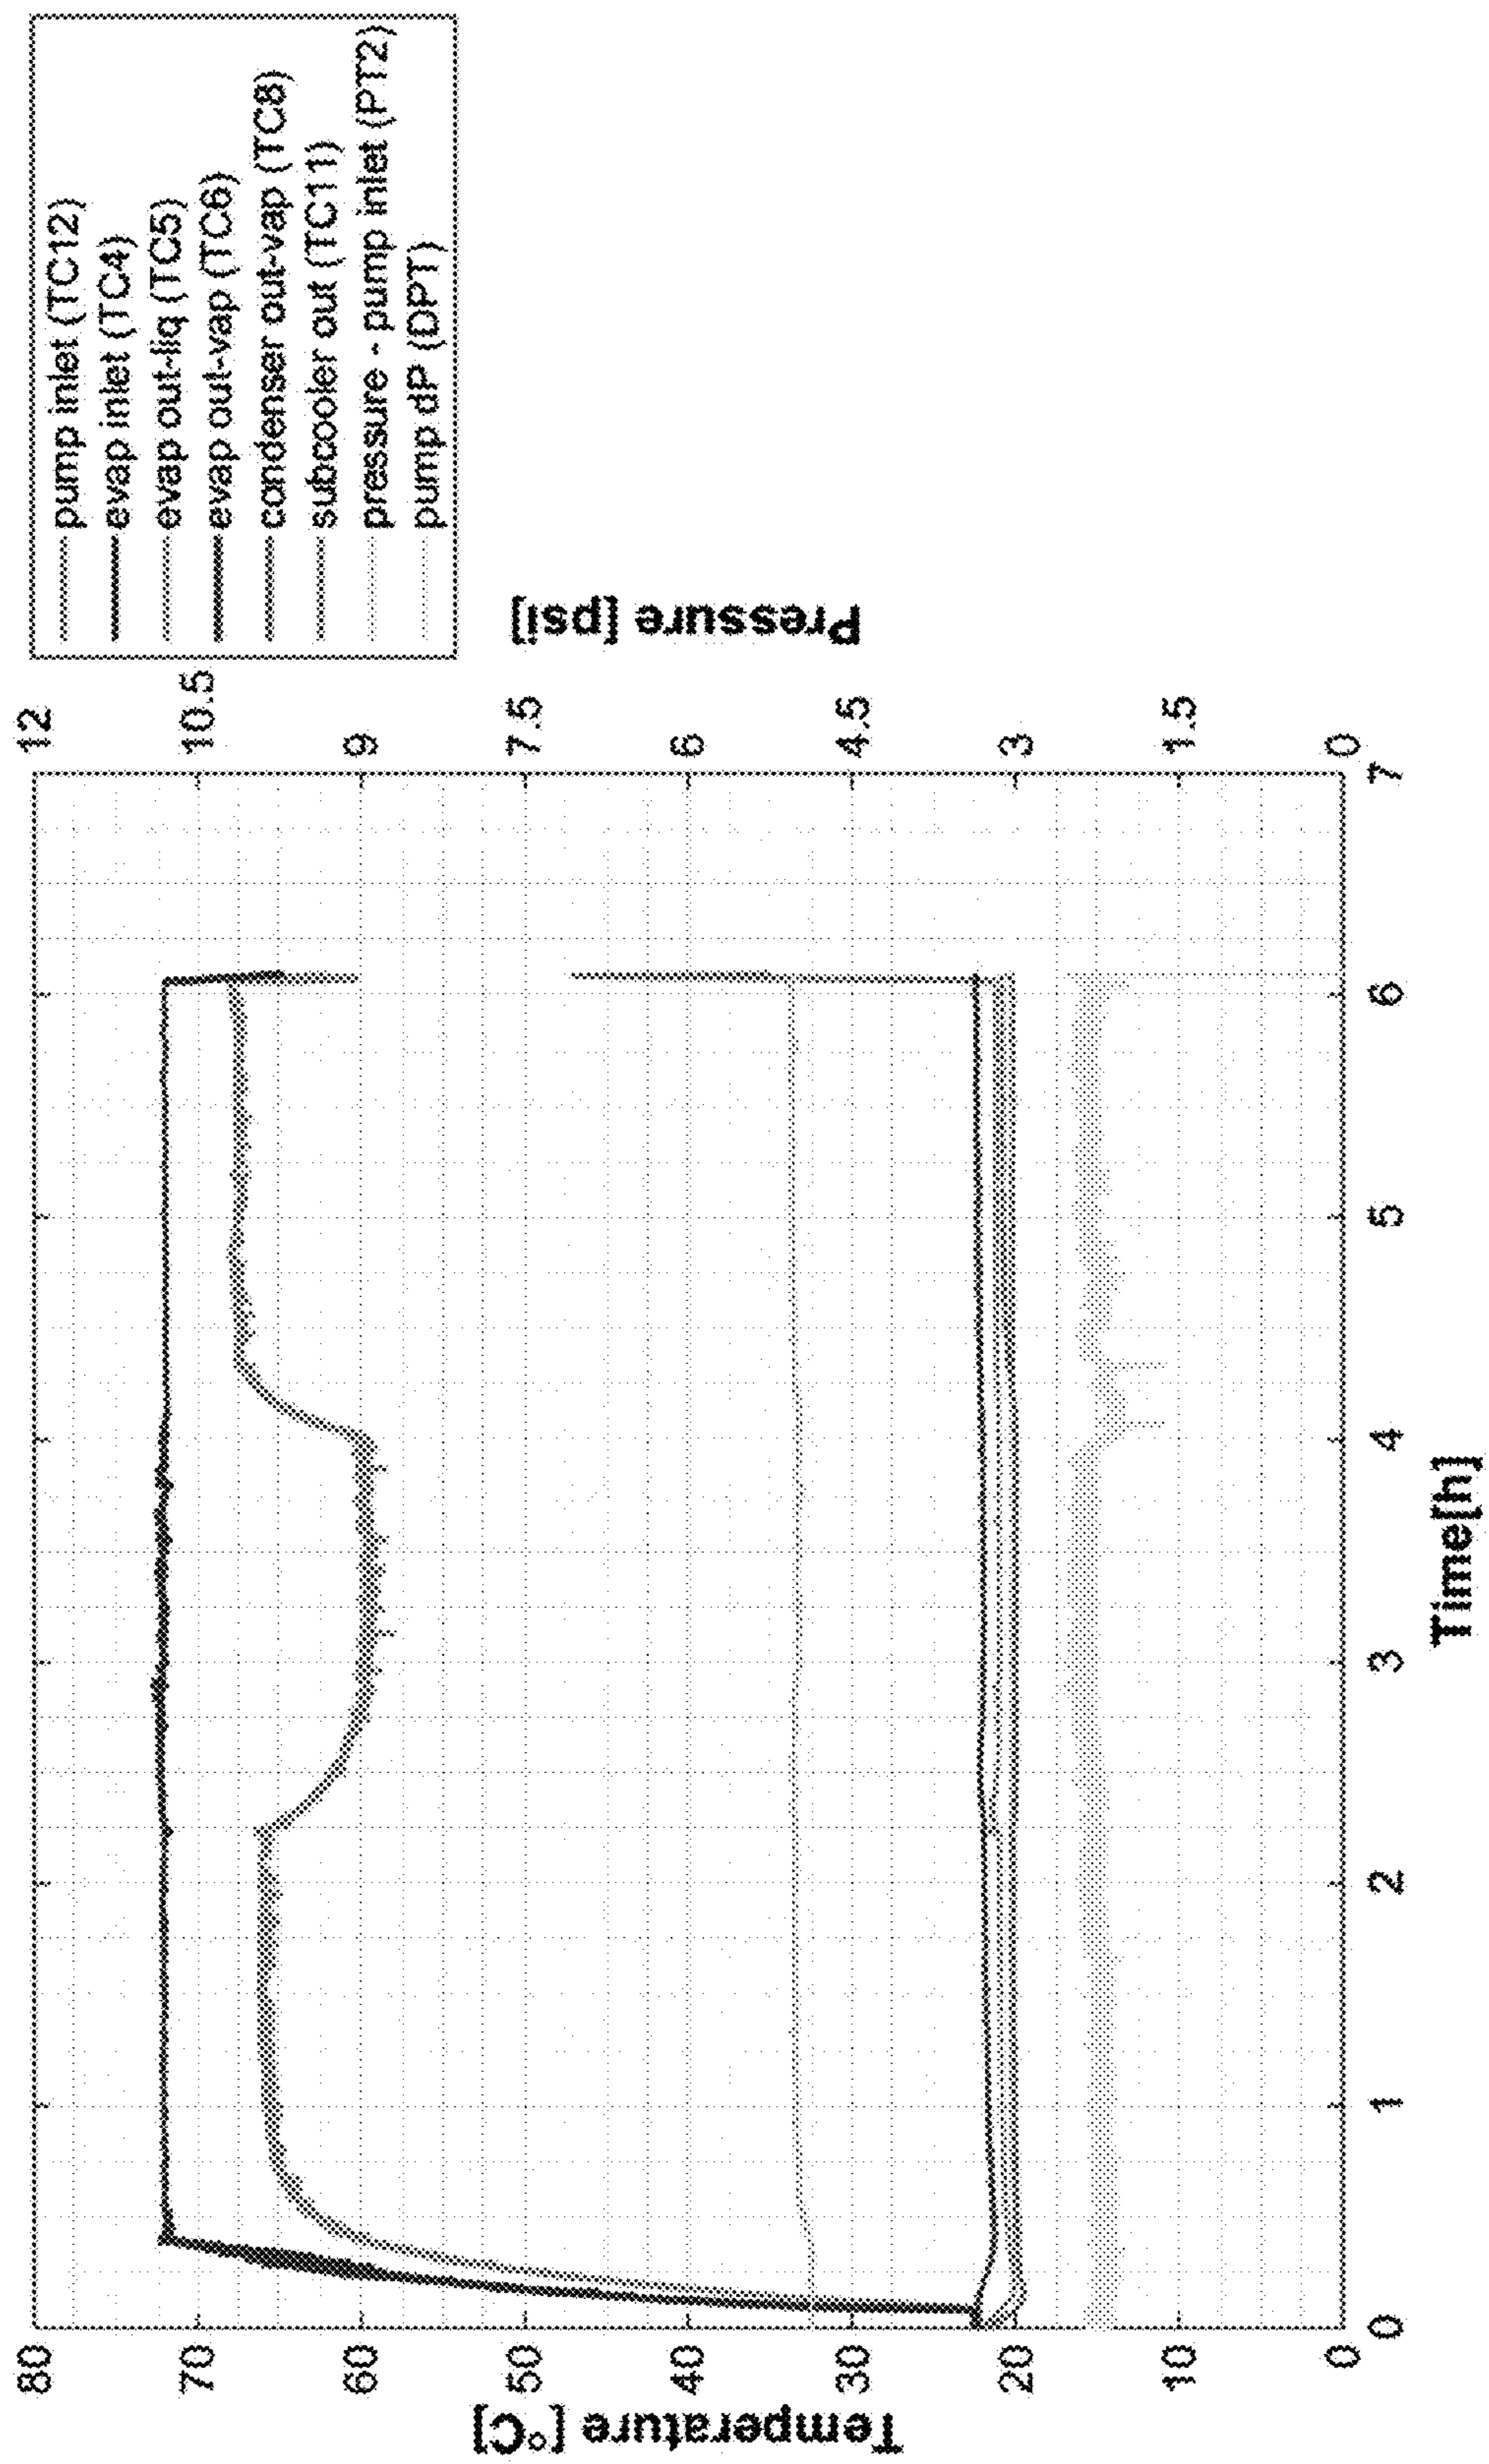 pump inlet (TC12)
evap inlet (TC4)
evap out-liq (TC5)
evap out-vap (TC6)
condenser out-vap (TC8)
subcooler out (TC11)
pressure - pump inlet (PT2)
pump dP (DPT)
Temperature [°C]
80
70
60
50
40
30
20
10
0
Pressure [psi]
12
10.5
9
7.5
6
4.5
3
1.5
0
0
1
2
3
4
5
6
7
Time[h]